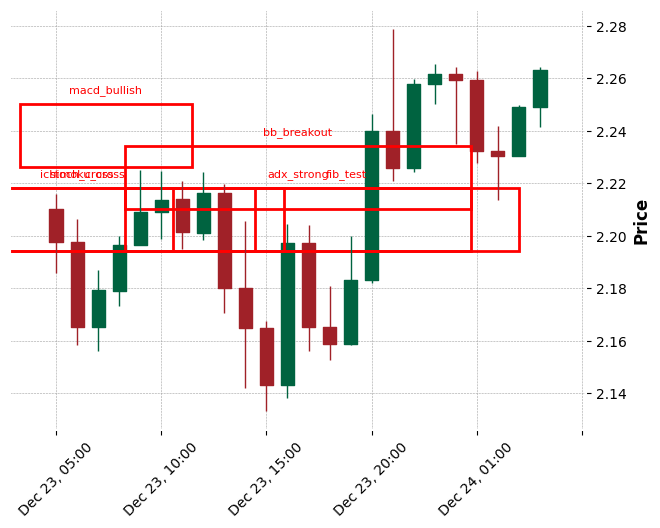 2.28
2.26
macd_bullish
2.24
bb_breakout
2.22
stoch_cross
adx_strong
fib_test
2.20
Price
2.18
2.16
2.14
Dec 23, 05:00
Dec 23, 10:00
Dec 23, 15:00
Dec 23, 20:00
Dec 24, 01:00